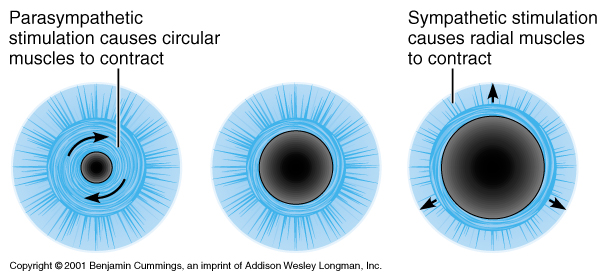 Parasympathetic
stimulation causes circular
muscles to contract
Sympathetic stimulation
causes radial muscles
to contract
Copyright © 2001 Benjamin Cummings, an imprint of Addison Wesley Longman, Inc.